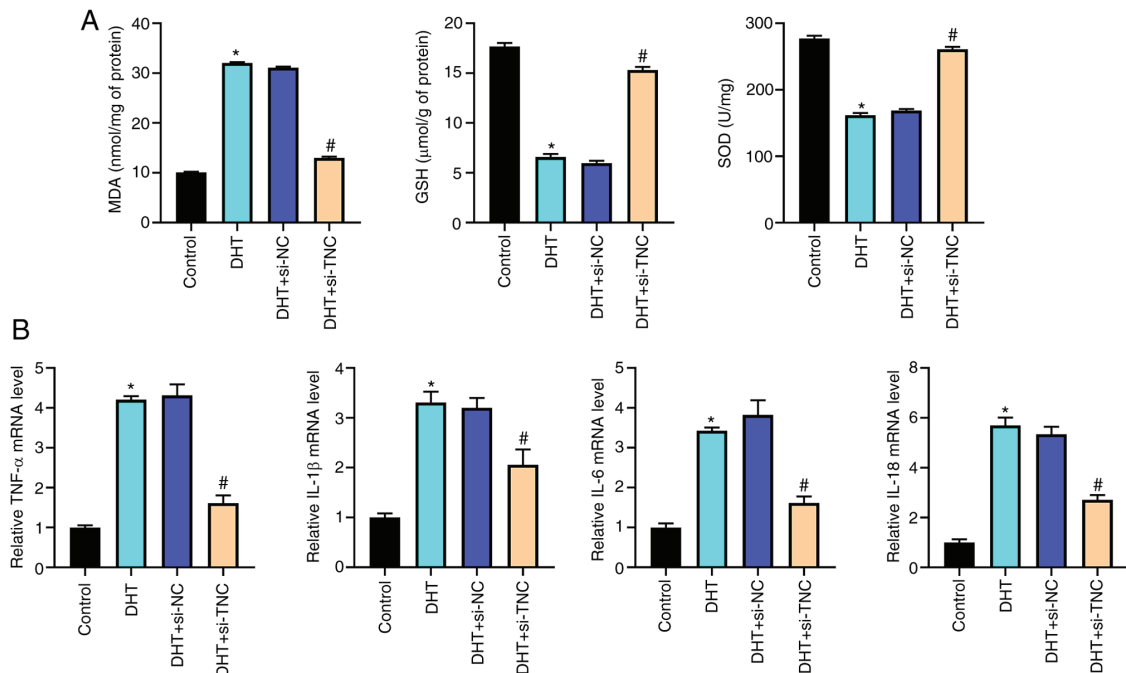 A
MDA (nmol/mg of protein)
40
30
20
10
0
*
#
Control
DHT
DHT+si-NC
DHT+si-TNC
GSH (μmol/g of protein)
20
15
10
5
0
*
#
Control
DHT
DHT+si-NC
DHT+si-TNC
SOD (U/mg)
300
200
100
0
*
#
Control
DHT
DHT+si-NC
DHT+si-TNC
B
Relative TNF-α mRNA level
5
4
3
2
1
0
*
#
Control
DHT
DHT+si-NC
DHT+si-TNC
Relative IL-1β mRNA level
4
3
2
1
0
*
#
Control
DHT
DHT+si-NC
DHT+si-TNC
Relative IL-6 mRNA level
5
4
3
2
1
0
*
#
Control
DHT
DHT+si-NC
DHT+si-TNC
Relative IL-18 mRNA level
8
6
4
2
0
*
#
Control
DHT
DHT+si-NC
DHT+si-TNC